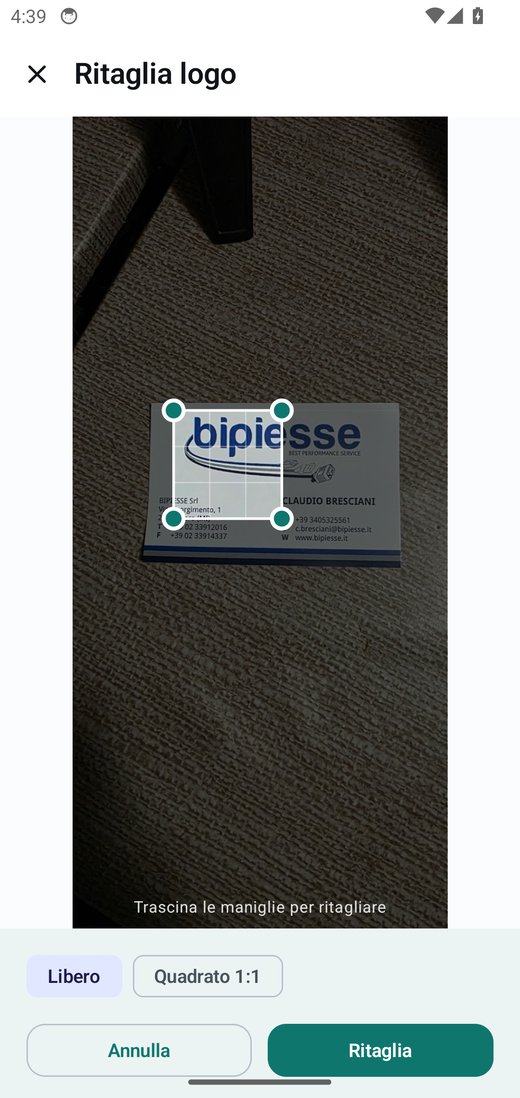 4:39
Ritaglia logo
bipiesse
BEST PERFORMANCE SERVICE
BIPIESSE Srl
CLAUDIO BRESCIANI
T +39 02 33912016
+39 3405325561
c.bresciani@bipiesse.it
F +39 02 33914337
W www.bipiesse.it
Trascina le maniglie per ritagliare
Libero
Quadrato 1:1
Annulla
Ritaglia